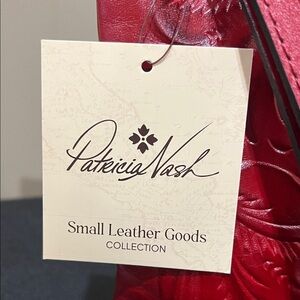 Patricia Nash
Small Leather Goods
COLLECTION